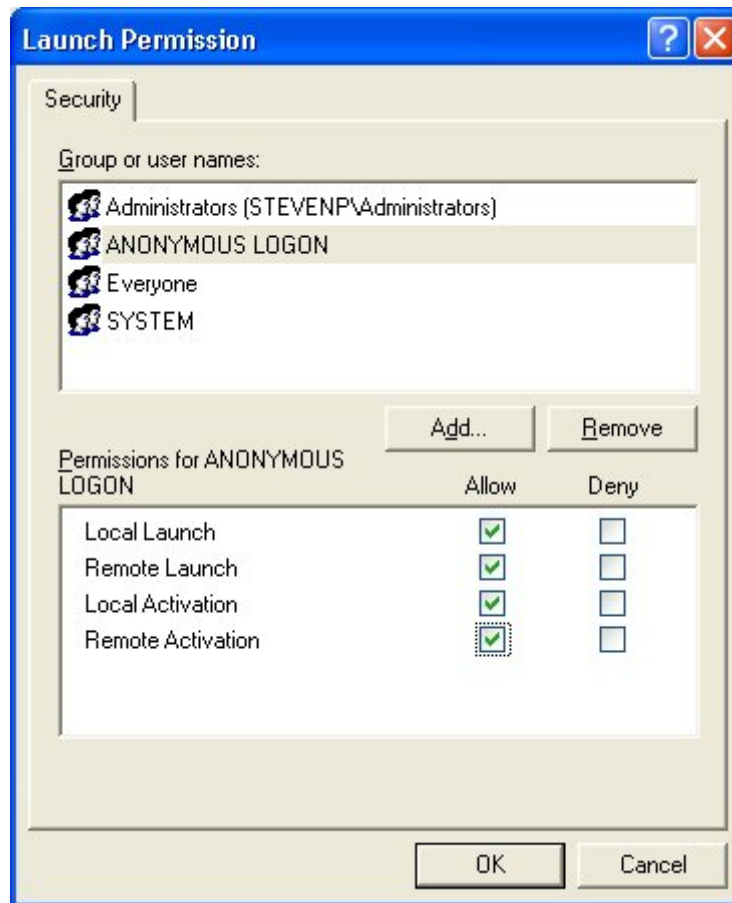 Launch Permission
Security
Group or user names:
Administrators (STEVENP\Administrators)
ANONYMOUS LOGON
Everyone
SYSTEM
Add...
Remove
Permissions for ANONYMOUS
LOGON
Allow
Deny
Local Launch
Remote Launch
Local Activation
Remote Activation
OK
Cancel